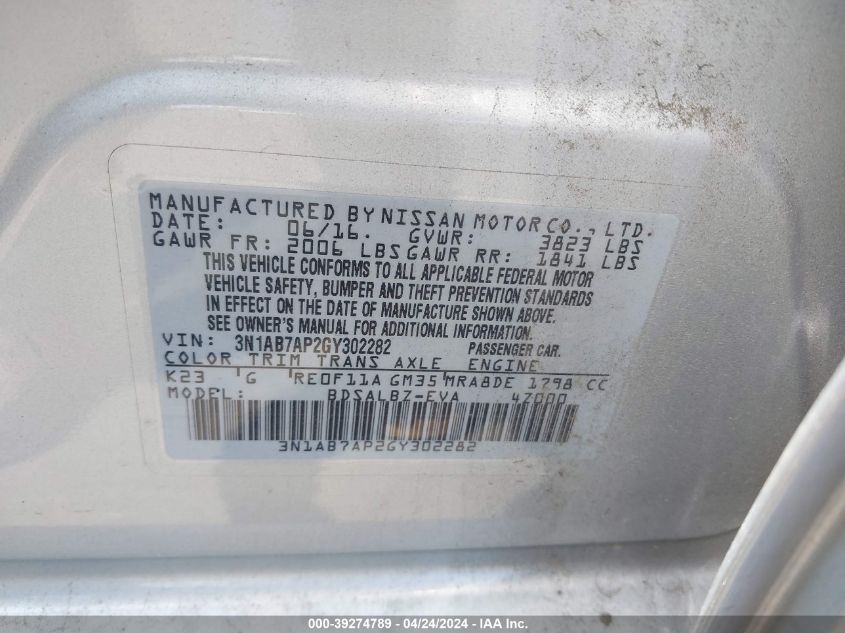 MANUFACTURED BY NISSAN MOTOR CO., LTD.
DATE: 06/16. GVWR: 3823 LBS
GAWR FR: 2006 LBS GAWR RR: 1841 LBS
THIS VEHICLE CONFORMS TO ALL APPLICABLE FEDERAL MOTOR
VEHICLE SAFETY, BUMPER AND THEFT PREVENTION STANDARDS
IN EFFECT ON THE DATE OF MANUFACTURE SHOWN ABOVE.
SEE OWNER'S MANUAL FOR ADDITIONAL INFORMATION.
VIN: 3N1AB7AP2GY302282 PASSENGER CAR.
COLOR TRIM TRANS AXLE ENGINE
K23 G RE0F11A GM35 MRA8DE 1798 CC
MODEL: BDSALBZ-EVA 47000
3N1AB7AP2GY302282
000-39274789 - 04/24/2024 - IAA Inc.